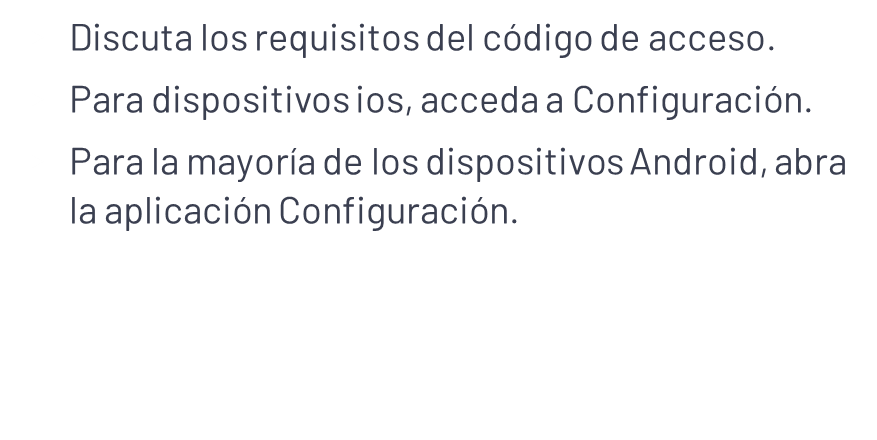 Discuta los requisitos del código de acceso.
Para dispositivos ios, acceda a Configuración.
Para la mayoría de los dispositivos Android, abra
la aplicación Configuración.